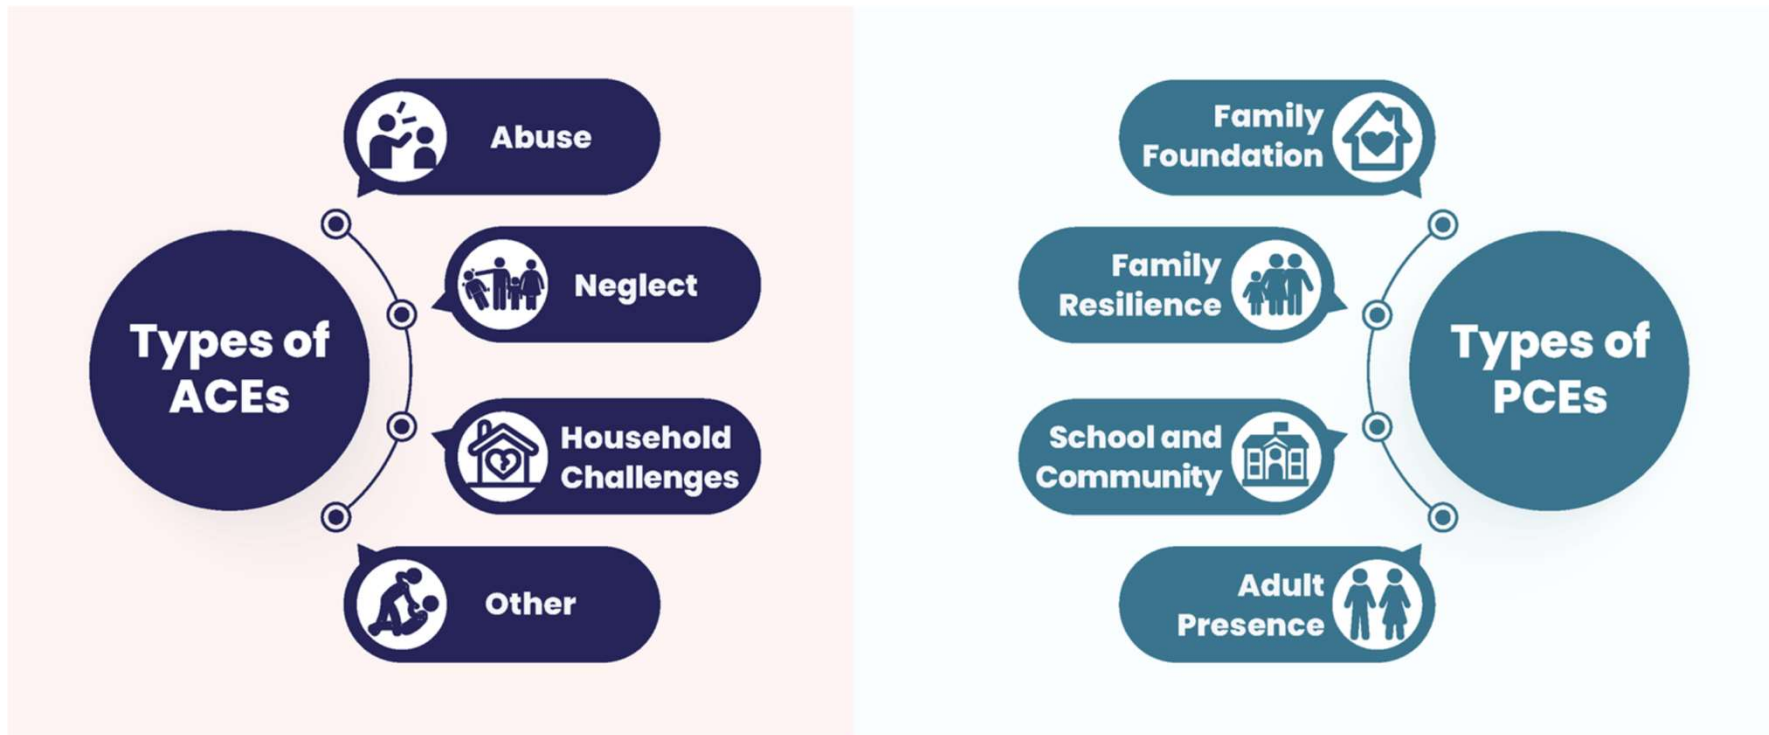 Types of
ACEs
Abuse
Neglect
Household
Challenges
Other
Family
Foundation
Family
Resilience
School and
Community
Adult
Presence
Types of
PCEs